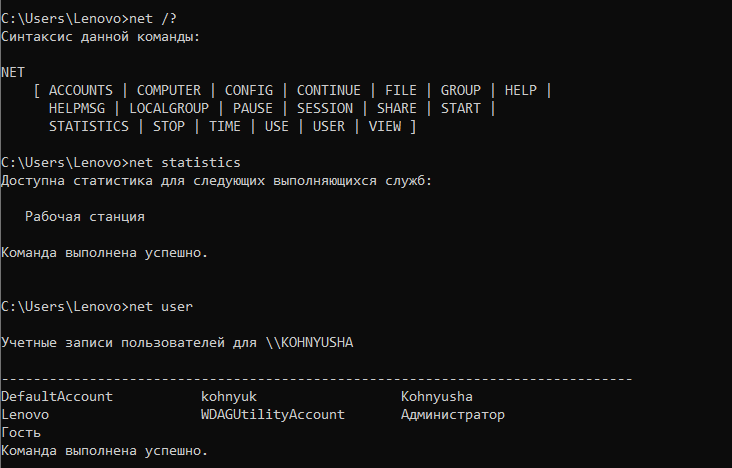 C:\Users\Lenovo>net /?
Синтаксис данной команды:
NET
[ ACCOUNTS | COMPUTER | CONFIG | CONTINUE | FILE | GROUP | HELP |
HELPMSG | LOCALGROUP | PAUSE | SESSION | SHARE | START |
STATISTICS | STOP | TIME | USE | USER | VIEW ]
C:\Users\Lenovo>net statistics
Доступна статистика для следующих выполняющихся служб:
Рабочая станция
Команда выполнена успешно.
C:\Users\Lenovo>net user
Учетные записи пользователей для \\KOHNYUSHA
-------------------------------------------------------------------------------
DefaultAccount kohnyuk Kohnyusha
Lenovo WDAGUtilityAccount Администратор
Гость
Команда выполнена успешно.